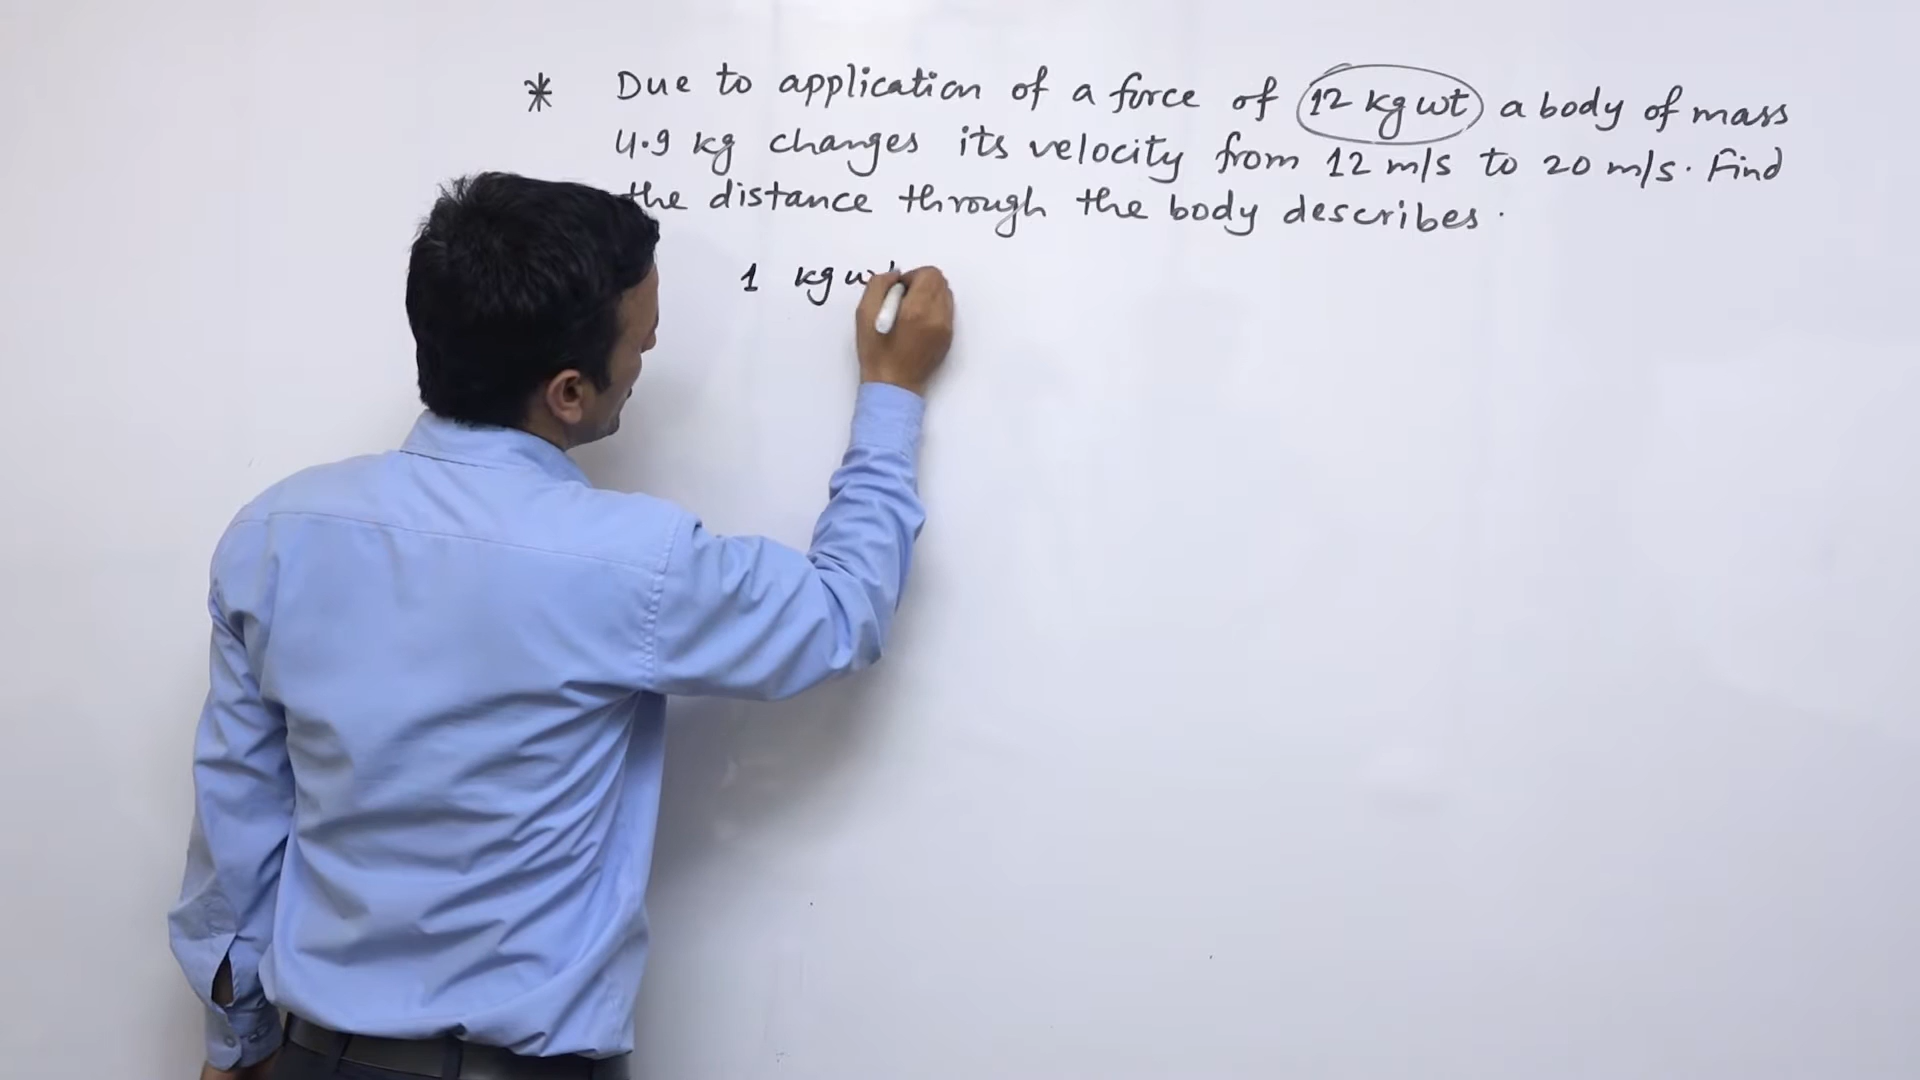 * Due to application of a force of 12 kg wt a body of mass
4.9 kg changes its velocity from 12 m/s to 20 m/s. Find
the distance through the body describes.
1 kg wt